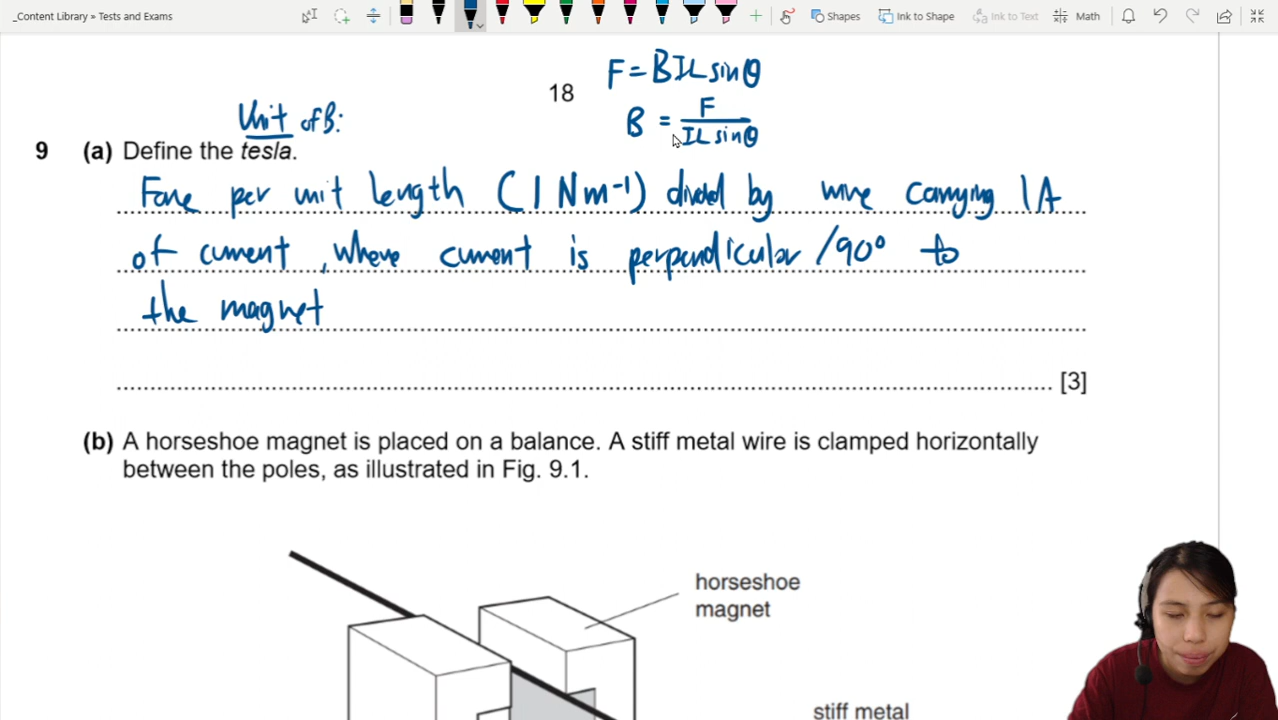 _Content Library » Tests and Exams
Shapes
Ink to Shape
Ink to Text
Math
18
F = BIL sinθ
B = F / IL sinθ
Unit of B:
9 (a) Define the tesla.
Force per unit length (1 Nm⁻¹) divided by wire carrying 1A
of current, where current is perpendicular /90° to
the magnet
[3]
(b) A horseshoe magnet is placed on a balance. A stiff metal wire is clamped horizontally
between the poles, as illustrated in Fig. 9.1.
horseshoe
magnet
stiff metal